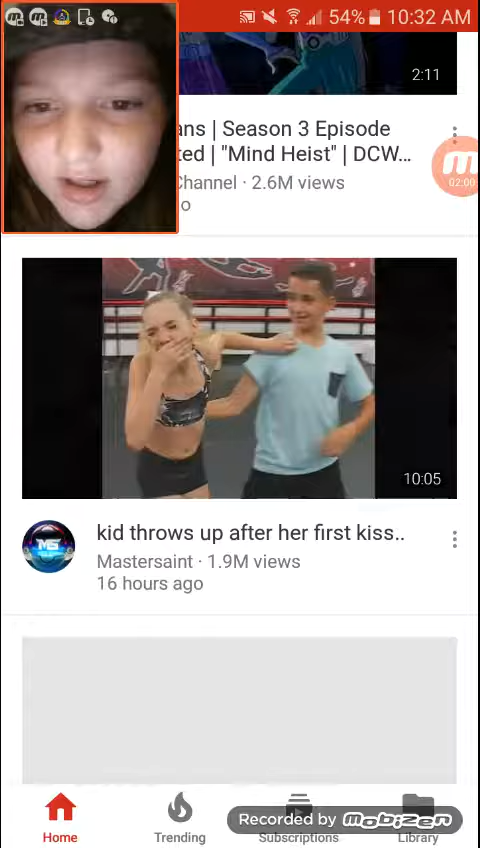 54% 10:32 AM
2:11
ans | Season 3 Episode
ted | "Mind Heist" | DCW...
Channel · 2.6M views
o
02:00
10:05
kid throws up after her first kiss..
MS
Mastersaint · 1.9M views
16 hours ago
Home
Trending
Subscriptions
Library
Recorded by Mobizen